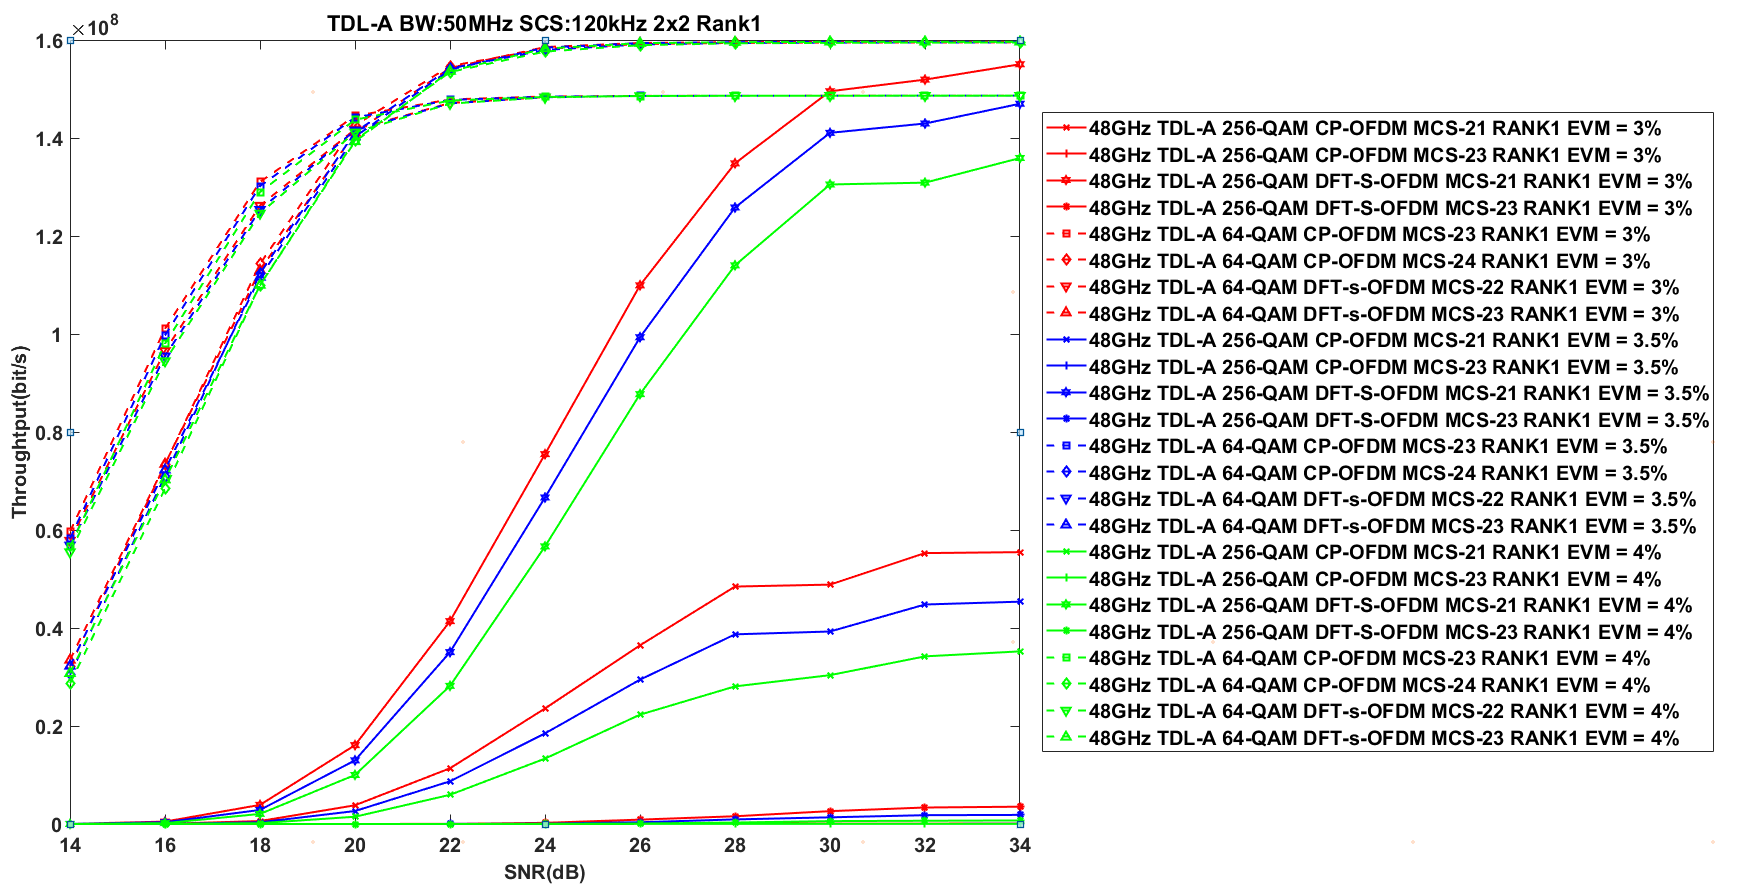 TDL-A BW:50MHz SCS:120kHz 2x2 Rank1
×10^8
1.6
1.4
1.2
1
0.8
0.6
0.4
0.2
0
Throughtput(bit/s)
14 16 18 20 22 24 26 28 30 32 34
SNR(dB)
48GHz TDL-A 256-QAM CP-OFDM MCS-21 RANK1 EVM = 3%
48GHz TDL-A 256-QAM CP-OFDM MCS-23 RANK1 EVM = 3%
48GHz TDL-A 256-QAM DFT-S-OFDM MCS-21 RANK1 EVM = 3%
48GHz TDL-A 256-QAM DFT-S-OFDM MCS-23 RANK1 EVM = 3%
48GHz TDL-A 64-QAM CP-OFDM MCS-23 RANK1 EVM = 3%
48GHz TDL-A 64-QAM CP-OFDM MCS-24 RANK1 EVM = 3%
48GHz TDL-A 64-QAM DFT-s-OFDM MCS-22 RANK1 EVM = 3%
48GHz TDL-A 64-QAM DFT-s-OFDM MCS-23 RANK1 EVM = 3%
48GHz TDL-A 256-QAM CP-OFDM MCS-21 RANK1 EVM = 3.5%
48GHz TDL-A 256-QAM CP-OFDM MCS-23 RANK1 EVM = 3.5%
48GHz TDL-A 256-QAM DFT-S-OFDM MCS-21 RANK1 EVM = 3.5%
48GHz TDL-A 256-QAM DFT-S-OFDM MCS-23 RANK1 EVM = 3.5%
48GHz TDL-A 64-QAM CP-OFDM MCS-23 RANK1 EVM = 3.5%
48GHz TDL-A 64-QAM CP-OFDM MCS-24 RANK1 EVM = 3.5%
48GHz TDL-A 64-QAM DFT-s-OFDM MCS-22 RANK1 EVM = 3.5%
48GHz TDL-A 64-QAM DFT-s-OFDM MCS-23 RANK1 EVM = 3.5%
48GHz TDL-A 256-QAM CP-OFDM MCS-21 RANK1 EVM = 4%
48GHz TDL-A 256-QAM CP-OFDM MCS-23 RANK1 EVM = 4%
48GHz TDL-A 256-QAM DFT-S-OFDM MCS-21 RANK1 EVM = 4%
48GHz TDL-A 256-QAM DFT-S-OFDM MCS-23 RANK1 EVM = 4%
48GHz TDL-A 64-QAM CP-OFDM MCS-23 RANK1 EVM = 4%
48GHz TDL-A 64-QAM CP-OFDM MCS-24 RANK1 EVM = 4%
48GHz TDL-A 64-QAM DFT-s-OFDM MCS-22 RANK1 EVM = 4%
48GHz TDL-A 64-QAM DFT-s-OFDM MCS-23 RANK1 EVM = 4%